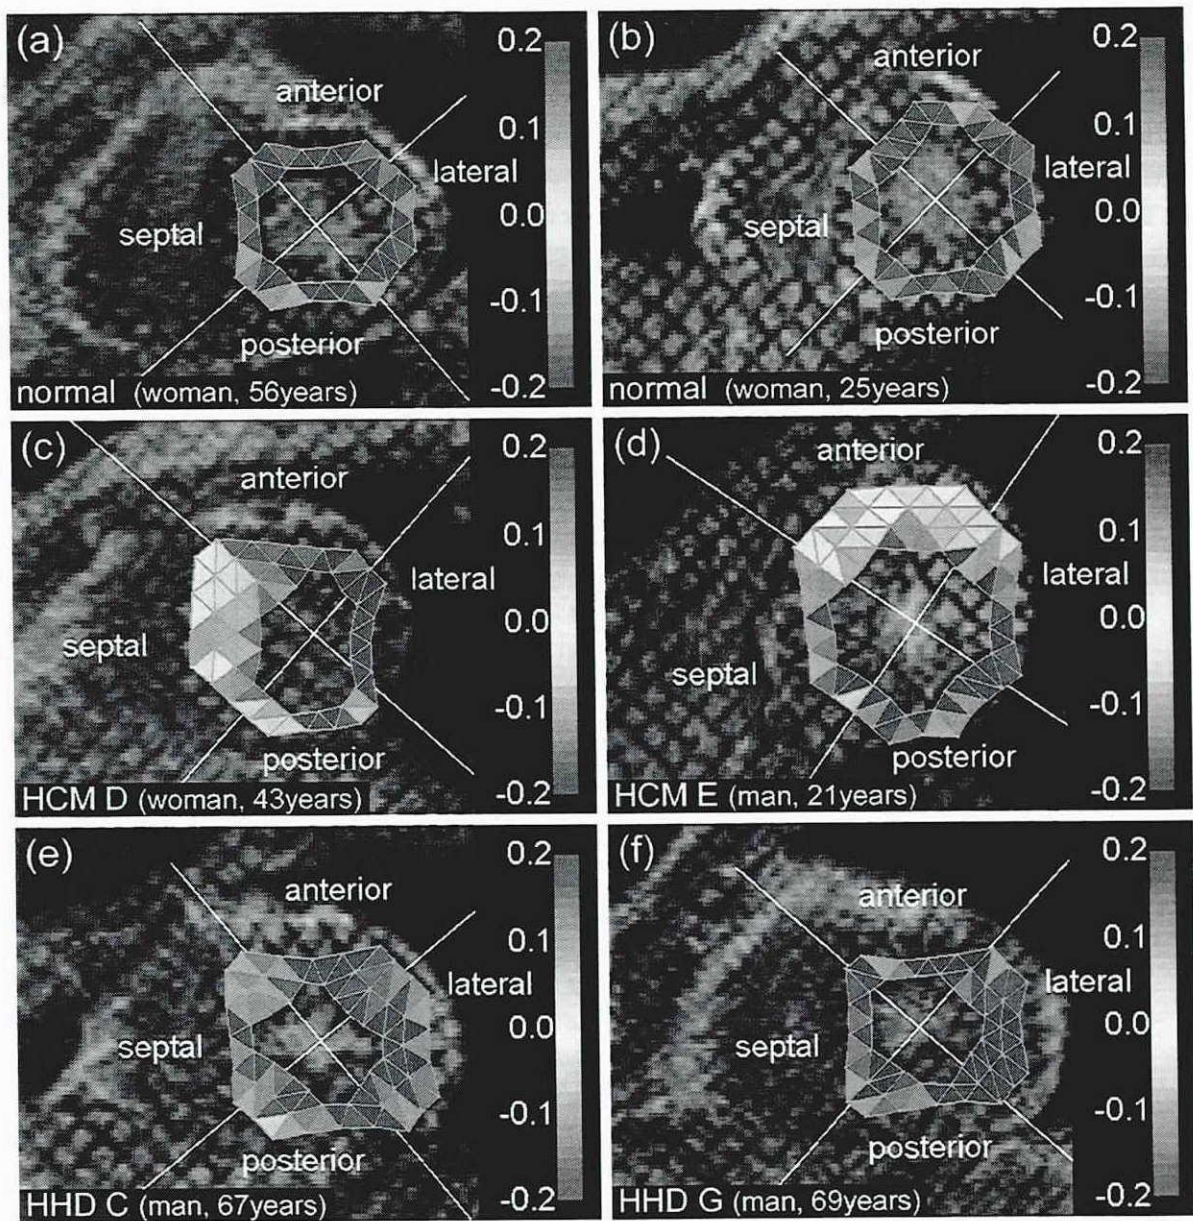 (a)
anterior
lateral
septal
posterior
0.2
0.1
0.0
-0.1
-0.2
normal (woman, 56years)
(b)
anterior
lateral
septal
posterior
0.2
0.1
0.0
-0.1
-0.2
normal (woman, 25years)
(c)
anterior
lateral
septal
posterior
0.2
0.1
0.0
-0.1
-0.2
HCM D (woman, 43years)
(d)
anterior
lateral
septal
posterior
0.2
0.1
0.0
-0.1
-0.2
HCM E (man, 21years)
(e)
anterior
lateral
septal
posterior
0.2
0.1
0.0
-0.1
-0.2
HHD C (man, 67years)
(f)
anterior
lateral
septal
posterior
0.2
0.1
0.0
-0.1
-0.2
HHD G (man, 69years)